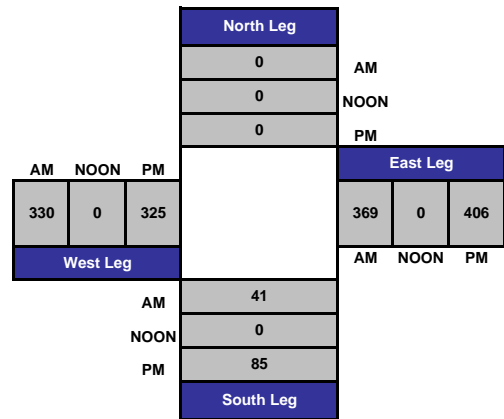 North Leg
0 AM
0 NOON
0 PM
AM NOON PM East Leg
330 0 325 369 0 406
West Leg AM NOON PM
AM 41
NOON 0
PM 85
South Leg